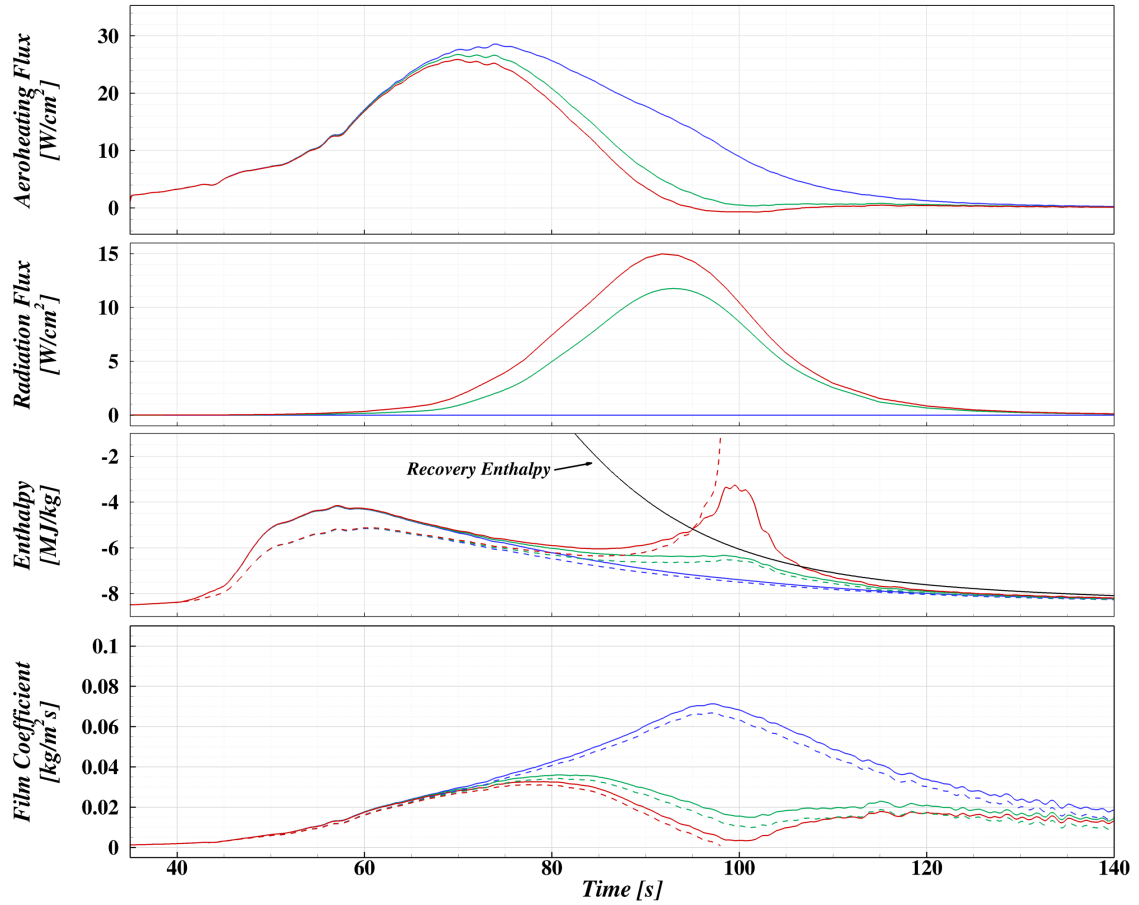 Aeroheating Flux
[W/cm²]
30
20
10
0
Radiation Flux
[W/cm²]
15
10
5
0
Enthalpy
[MJ/kg]
-2
-4
-6
-8
Recovery Enthalpy
Film Coefficient
[kg/m²s]
0.1
0.08
0.06
0.04
0.02
0
40 60 80 100 120 140
Time [s]